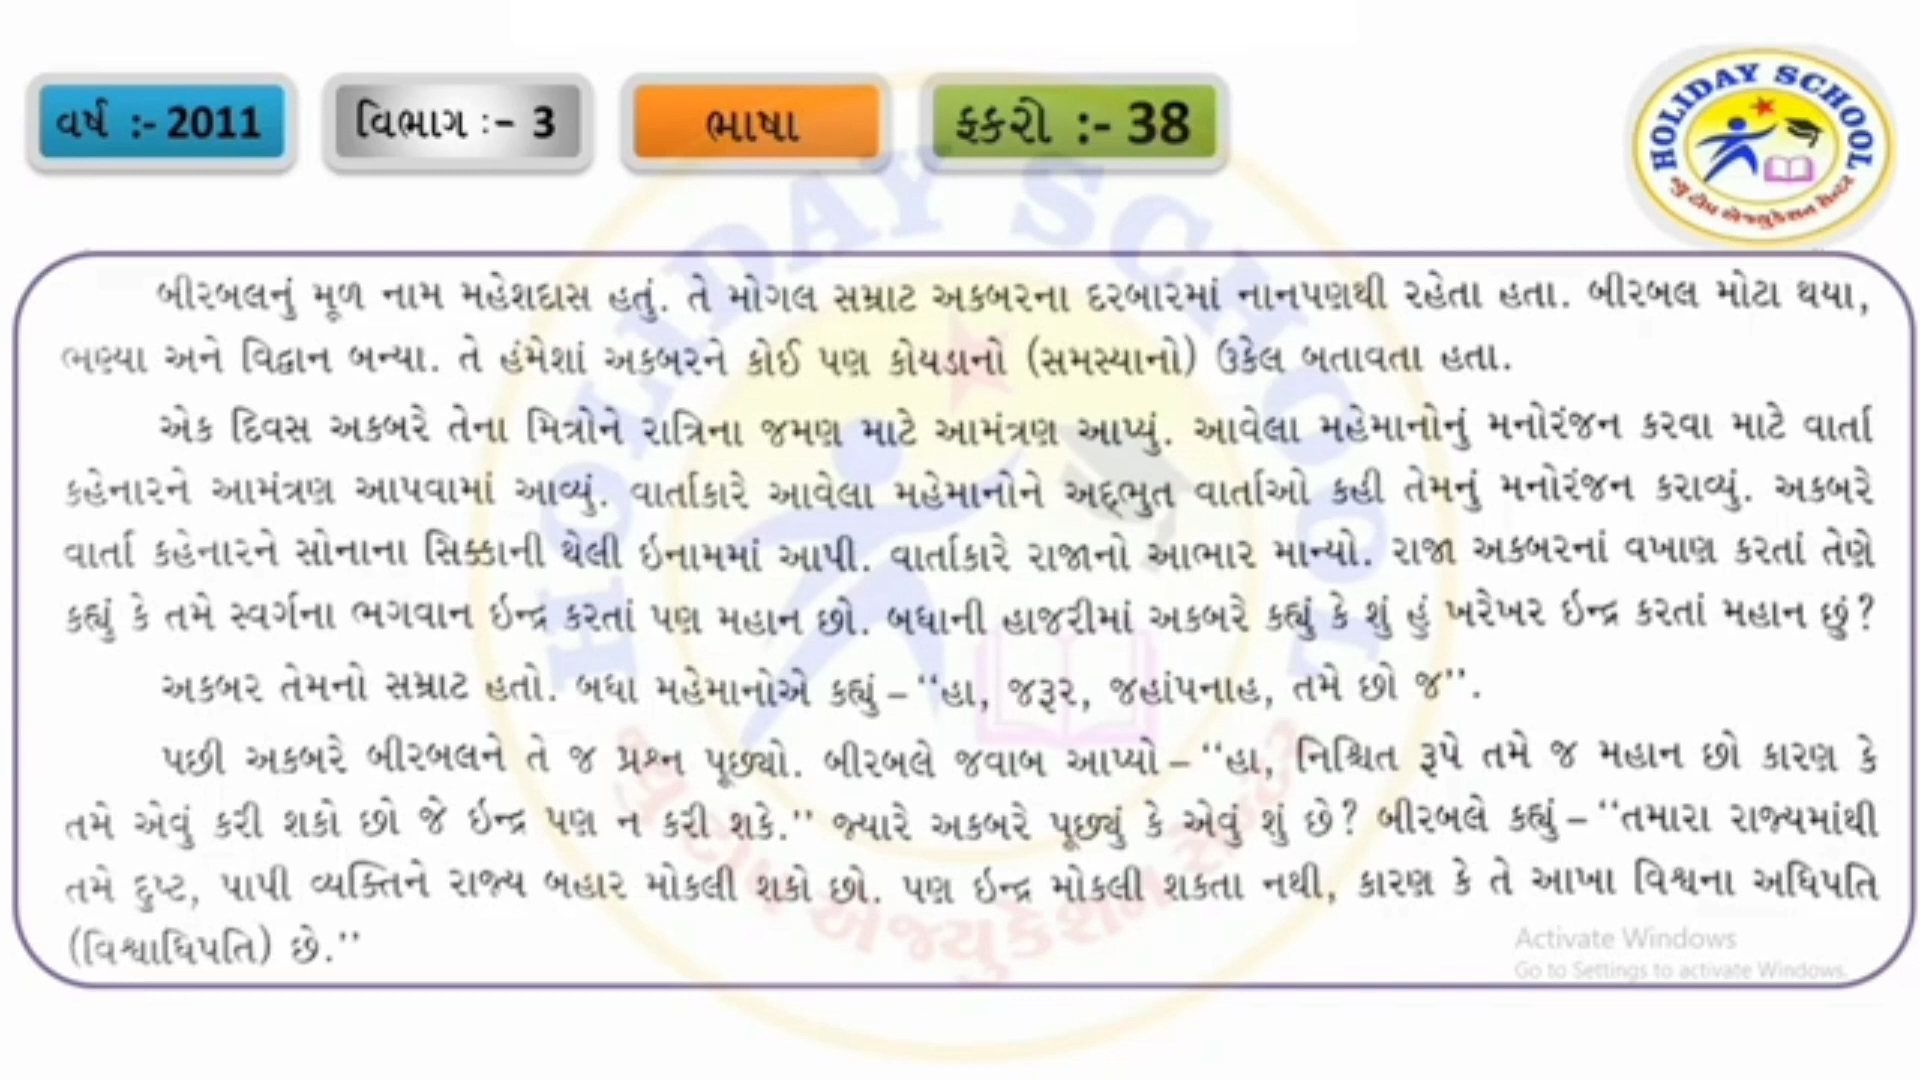 વર્ષ :- 2011
વિભાગ :- 3
ભાષા
ફકરો :- 38
HOLIDAY SCHOOL
ન્યુ ટોપ એજ્યુકેશન સેન્ટર
બીરબલનું મૂળ નામ મહેશદાસ હતું. તે મોગલ સમ્રાટ અકબરના દરબારમાં નાનપણથી રહેતા હતા. બીરબલ મોટા થયા,
ભણ્યા અને વિદ્વાન બન્યા. તે હંમેશાં અકબરને કોઈ પણ કોયડાનો (સમસ્યાનો) ઉકેલ બતાવતા હતા.
એક દિવસ અકબરે તેના મિત્રોને રાત્રિના જમણ માટે આમંત્રણ આપ્યું. આવેલા મહેમાનોનું મનોરંજન કરવા માટે વાર્તા
કહેનારને આમંત્રણ આપવામાં આવ્યું. વાર્તાકારે આવેલા મહેમાનોને અદ્ભુત વાર્તાઓ કહી તેમનું મનોરંજન કરાવ્યું. અકબરે
વાર્તા કહેનારને સોનાના સિક્કાની થેલી ઇનામમાં આપી. વાર્તાકારે રાજાનો આભાર માન્યો. રાજા અકબરનાં વખાણ કરતાં તેણે
કહ્યું કે તમે સ્વર્ગના ભગવાન ઇન્દ્ર કરતાં પણ મહાન છો. બધાની હાજરીમાં અકબરે કહ્યું કે શું હું ખરેખર ઇન્દ્ર કરતાં મહાન છું?
અકબર તેમનો સમ્રાટ હતો. બધા મહેમાનોએ કહ્યું – ‘‘હા, જરૂર, જહાંપનાહ, તમે છો જ’’.
પછી અકબરે બીરબલને તે જ પ્રશ્ન પૂછ્યો. બીરબલે જવાબ આપ્યો – ‘‘હા, નિશ્ચિત રૂપે તમે જ મહાન છો કારણ કે
તમે એવું કરી શકો છો જે ઇન્દ્ર પણ ન કરી શકે.’’ જ્યારે અકબરે પૂછ્યું કે એવું શું છે? બીરબલે કહ્યું – ‘‘તમારા રાજ્યમાંથી
તમે દુષ્ટ, પાપી વ્યક્તિને રાજ્ય બહાર મોકલી શકો છો. પણ ઇન્દ્ર મોકલી શકતા નથી, કારણ કે તે આખા વિશ્વના અધિપતિ
(વિશ્વાધિપતિ) છે.’’
Activate Windows
Go to Settings to activate Windows.